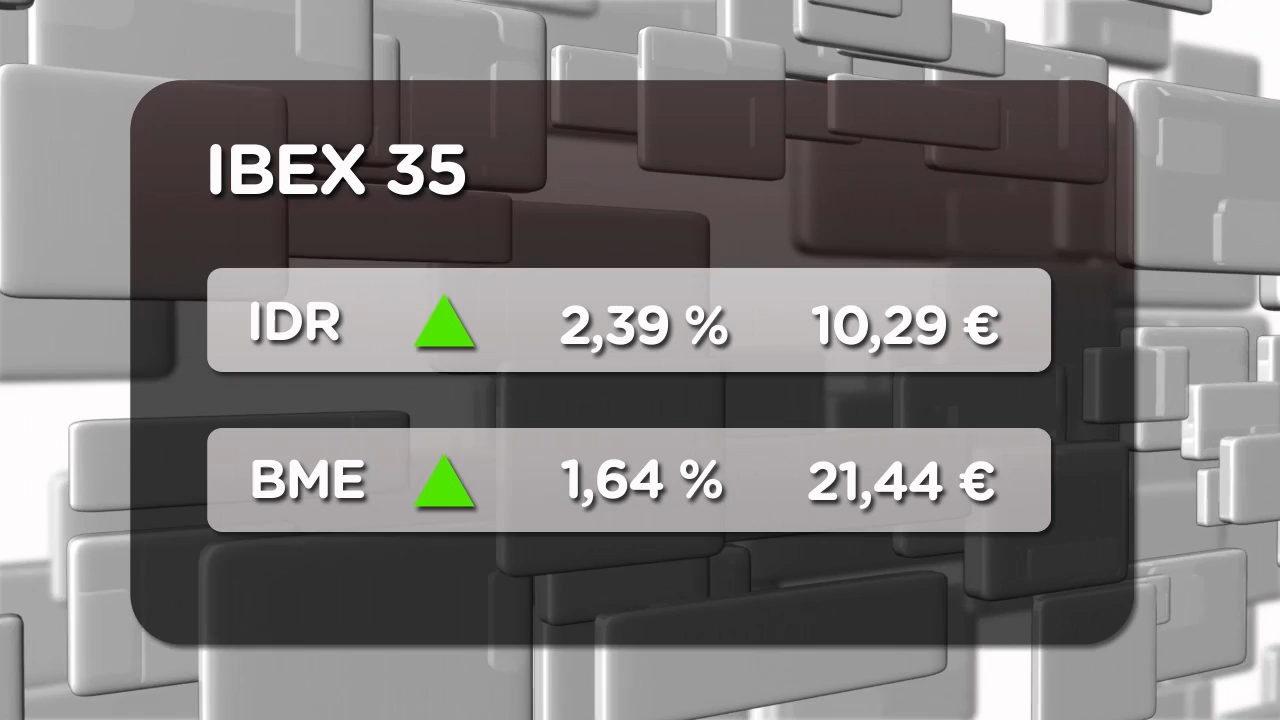 IBEX 35
IDR 2,39 % 10,29 €
BME 1,64 % 21,44 €